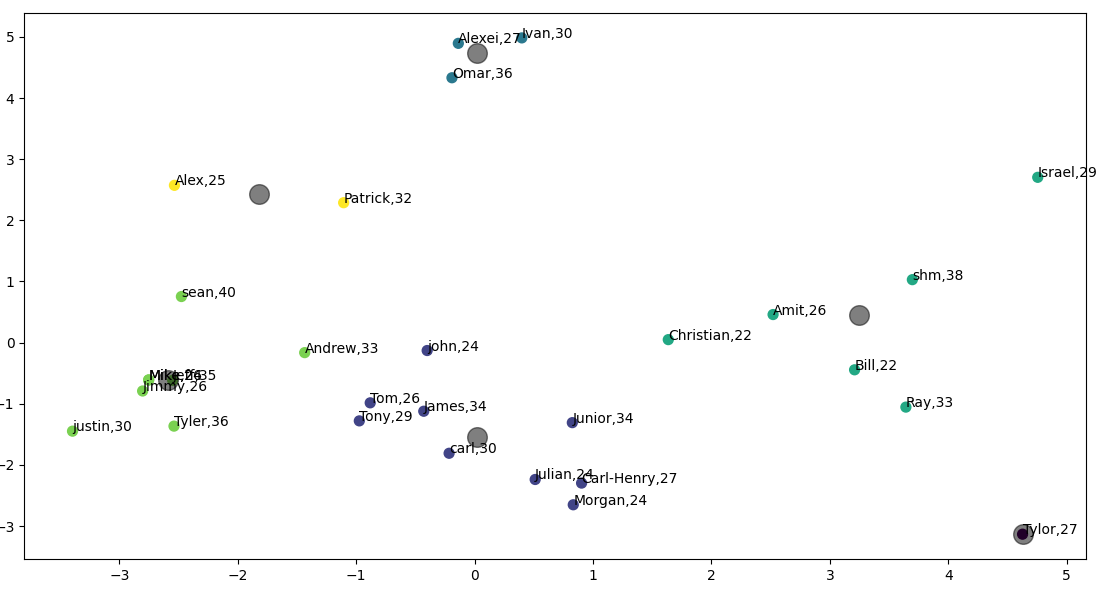 5
Alexei,27
Ivan,30
Omar,36
4
3
Israel,29
Alex,25
Patrick,32
2
shm,38
1
sean,40
Amit,26
Christian,22
0
john,24
Andrew,33
Bill,22
Jimmy,26
−1
Tom,26
James,34
Ray,33
Tony,29
Junior,34
justin,30
Tyler,36
carl,30
−2
Julian,24
Carl-Henry,27
Morgan,24
−3
Tylor,27
−3 −2 −1 0 1 2 3 4 5